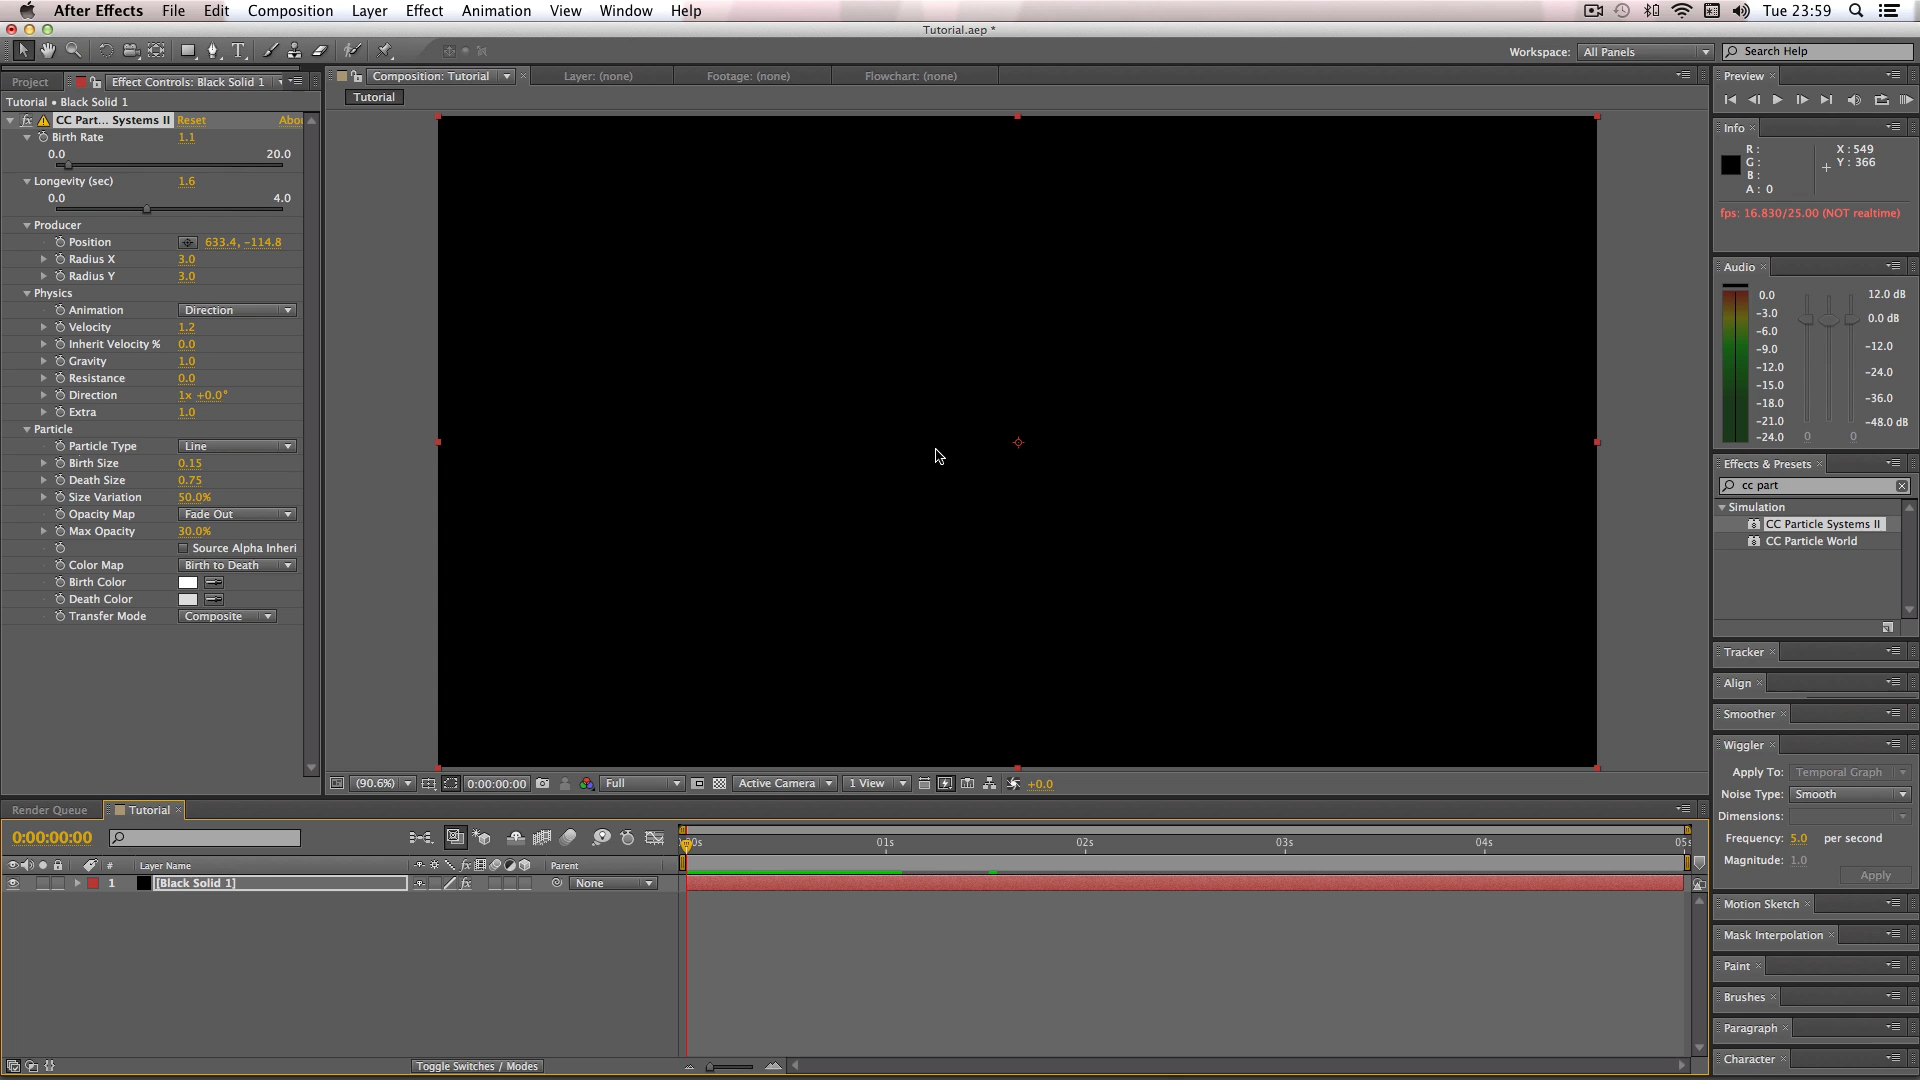 After Effects File Edit Composition Layer Effect Animation View Window Help Tue 23:59
Tutorial.aep *
Workspace: All Panels Search Help
Project Effect Controls: Black Solid 1
Composition: Tutorial Layer: (none) Footage: (none) Flowchart: (none)
Tutorial • Black Solid 1
Tutorial
CC Part... Systems II Reset Abou
Birth Rate 1.1
0.0 20.0
Longevity (sec) 1.6
0.0 4.0
Producer
Position 633.4, -114.8
Radius X 3.0
Radius Y 3.0
Physics
Animation Direction
Velocity 1.2
Inherit Velocity % 0.0
Gravity 1.0
Resistance 0.0
Direction 1x +0.0°
Extra 1.0
Particle
Particle Type Line
Birth Size 0.15
Death Size 0.75
Size Variation 50.0%
Opacity Map Fade Out
Max Opacity 30.0%
Source Alpha Inheri
Color Map Birth to Death
Birth Color
Death Color
Transfer Mode Composite
(90.6%) 0:00:00:00 Full Active Camera 1 View +0.0
Preview
Info
R : X : 549
G : Y : 366
B :
A : 0
fps: 16.830/25.00 (NOT realtime)
Audio
0.0 12.0 dB
-3.0 0.0 dB
-6.0
-9.0 -12.0
-12.0 -24.0
-15.0
-18.0 -36.0
-21.0 -48.0 dB
-24.0 0 0
Effects & Presets
cc part
Simulation
CC Particle Systems II
CC Particle World
Tracker
Align
Smoother
Wiggler
Apply To: Temporal Graph
Noise Type: Smooth
Dimensions:
Frequency: 5.0 per second
Magnitude: 1.0
Apply
Motion Sketch
Mask Interpolation
Paint
Brushes
Paragraph
Character
Render Queue Tutorial
0:00:00:00
00s 01s 02s 03s 04s 05s
# Layer Name fx Parent
1 [Black Solid 1] fx None
Toggle Switches / Modes